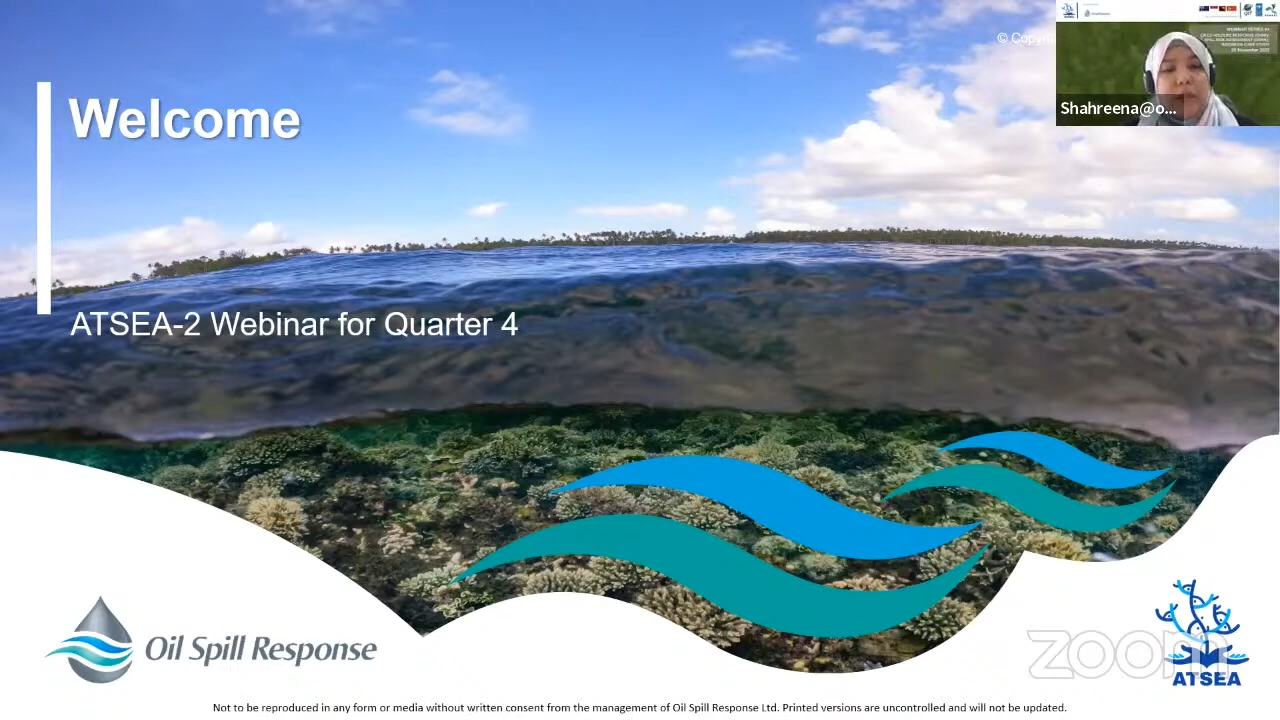 Welcome
ATSEA-2 Webinar for Quarter 4
Shahreena@o...
Oil Spill Response
zoom
ATSEA
Not to be reproduced in any form or media without written consent from the management of Oil Spill Response Ltd. Printed versions are uncontrolled and will not be updated.